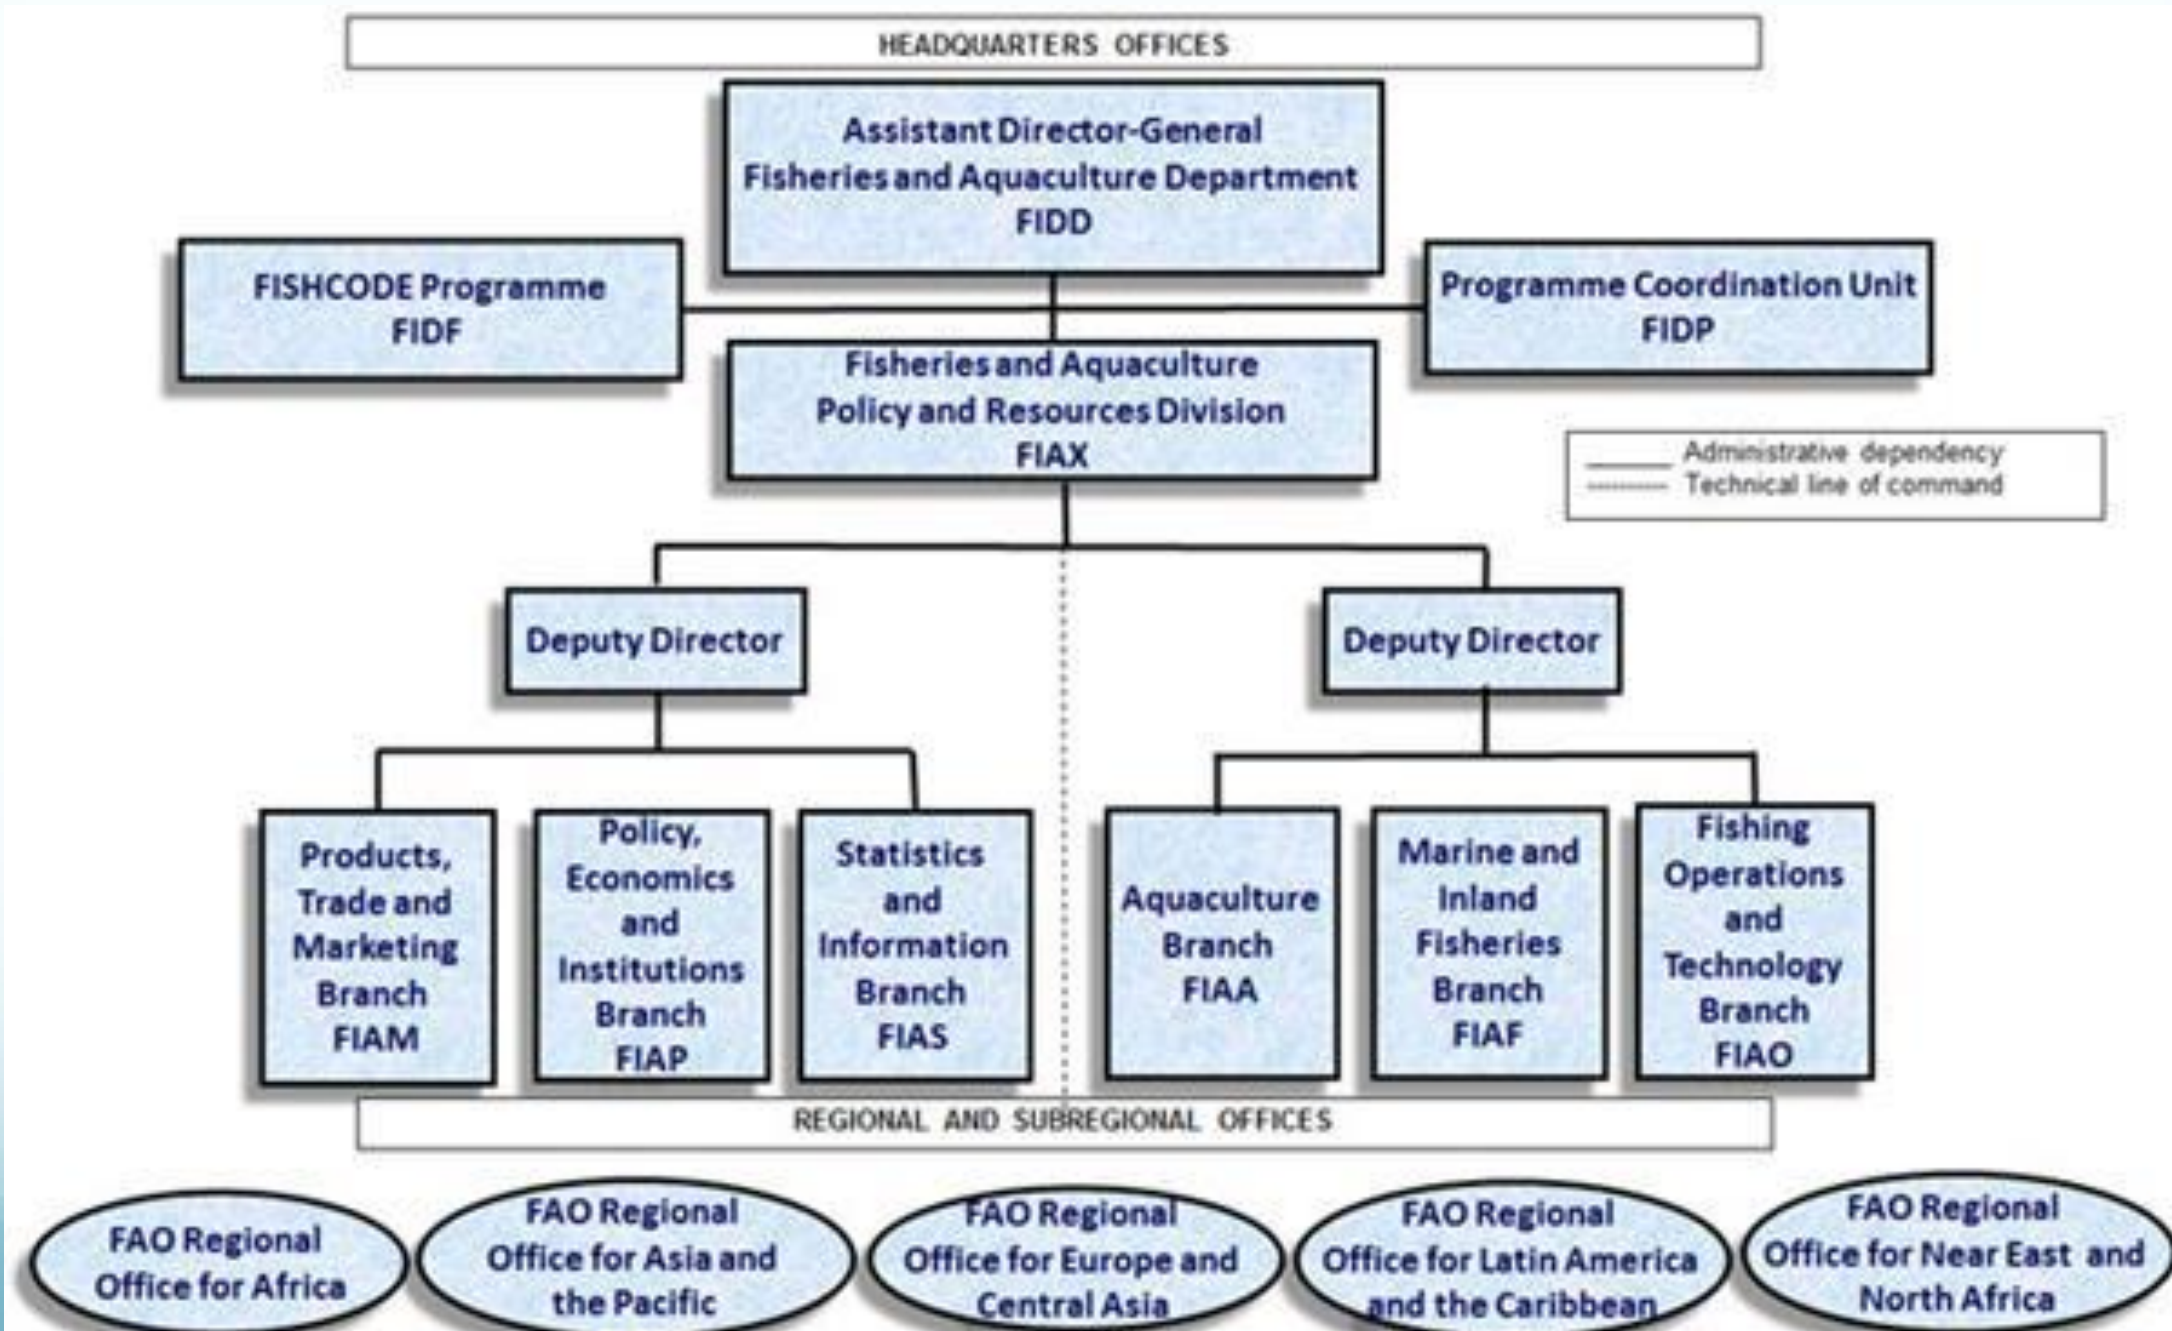 HEADQUARTERS OFFICES
Assistant Director-General
Fisheries and Aquaculture Department
FIDD
FISHCODE Programme
FIDF
Programme Coordination Unit
FIDP
Fisheries and Aquaculture
Policy and Resources Division
FIAX
Administrative dependency
Technical line of command
Deputy Director
Deputy Director
Products,
Trade and
Marketing
Branch
FIAM
Policy,
Economics
and
Institutions
Branch
FIAP
Statistics
and
Information
Branch
FIAS
Aquaculture
Branch
FIAA
Marine and
Inland
Fisheries
Branch
FIAF
Fishing
Operations
and
Technology
Branch
FIAO
REGIONAL AND SUBREGIONAL OFFICES
FAO Regional
Office for Africa
FAO Regional
Office for Asia and
the Pacific
FAO Regional
Office for Europe and
Central Asia
FAO Regional
Office for Latin America
and the Caribbean
FAO Regional
Office for Near East and
North Africa